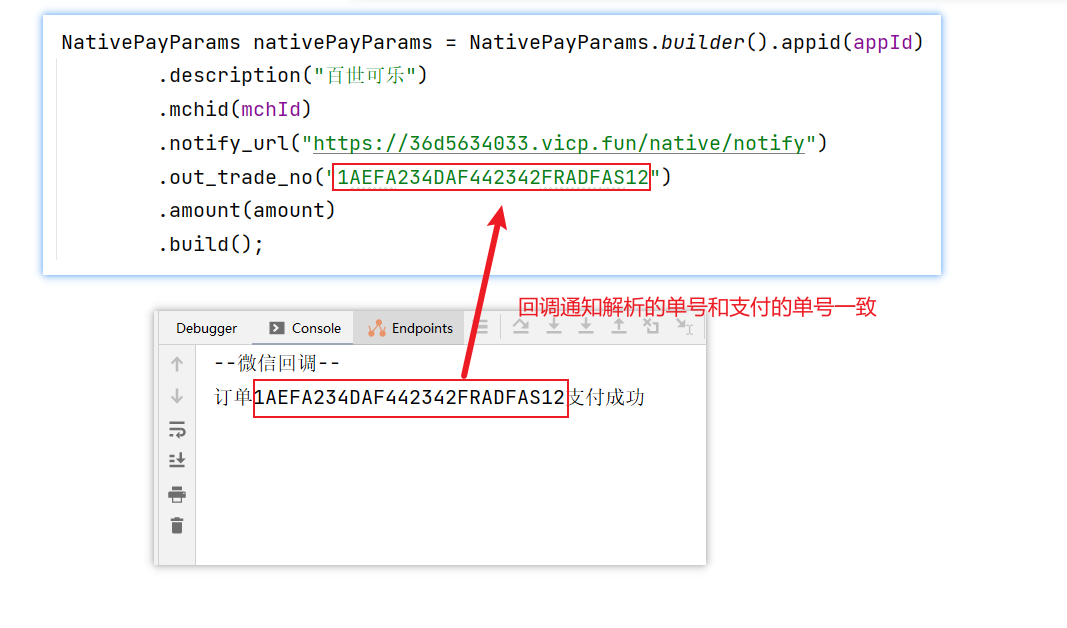 NativePayParams nativePayParams = NativePayParams.builder().appid(appId)
.description("百世可乐")
.mchid(mchId)
.notify_url("https://36d5634033.vicp.fun/native/notify")
.out_trade_no("1AEFA234DAF442342FRADFAS12")
.amount(amount)
.build();
回调通知解析的单号和支付的单号一致
Debugger Console Endpoints
--微信回调--
订单1AEFA234DAF442342FRADFAS12支付成功